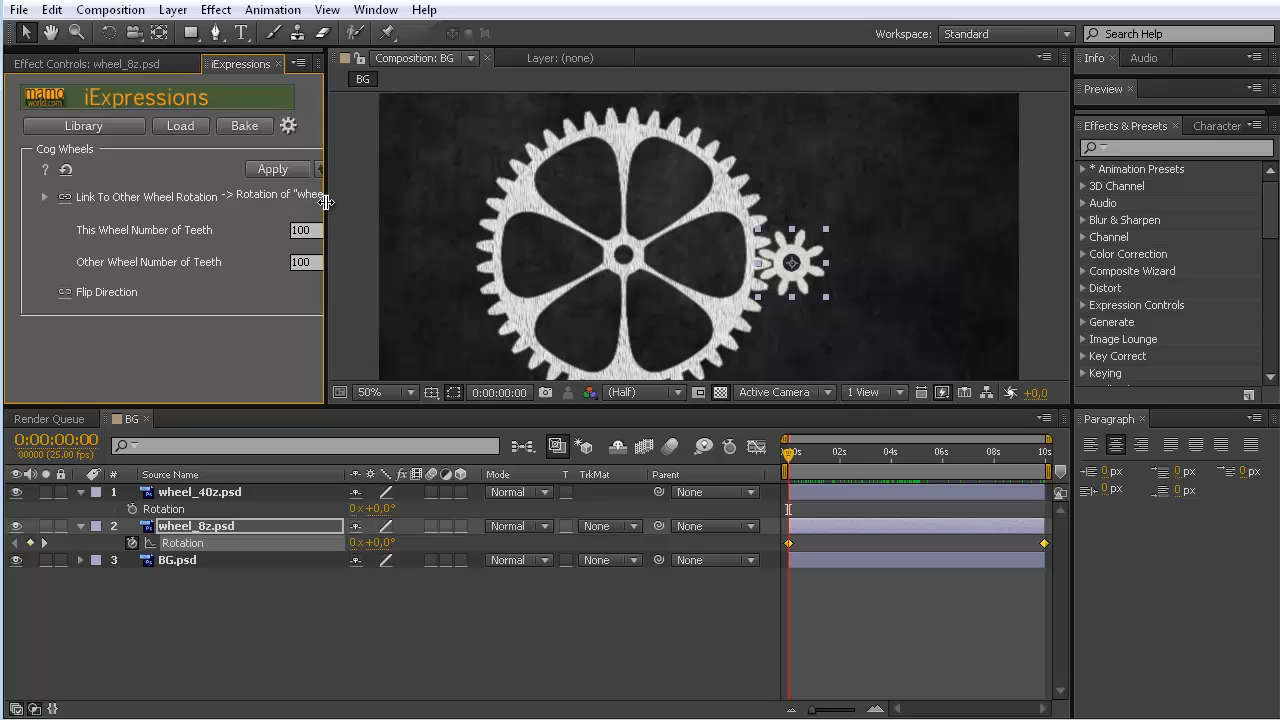 File Edit Composition Layer Effect Animation View Window Help
Workspace: Standard Search Help
Effect Controls: wheel_8z.psd iExpressions Composition: BG Layer: (none) Info Audio
BG
Preview
mamo world.com iExpressions
Library Load Bake
Effects & Presets Character
Cog Wheels
? Apply
Link To Other Wheel Rotation -> Rotation of "whee
This Wheel Number of Teeth 100
Other Wheel Number of Teeth 100
Flip Direction
* Animation Presets
3D Channel
Audio
Blur & Sharpen
Channel
Color Correction
Composite Wizard
Distort
Expression Controls
Generate
Image Lounge
Key Correct
Keying
50% 0:00:00:00 (Half) Active Camera 1 View +0,0
Render Queue BG
Paragraph
0:00:00:00
00000 (25.00 fps)
02s 04s 06s 08s 10s
# Source Name fx Mode T TrkMat Parent
0 px 0 px 0 px
0 px 0 px
1 wheel_40z.psd Normal None
Rotation 0x+0,0°
2 wheel_8z.psd Normal None None
Rotation 0x+0,0°
3 BG.psd Normal None None